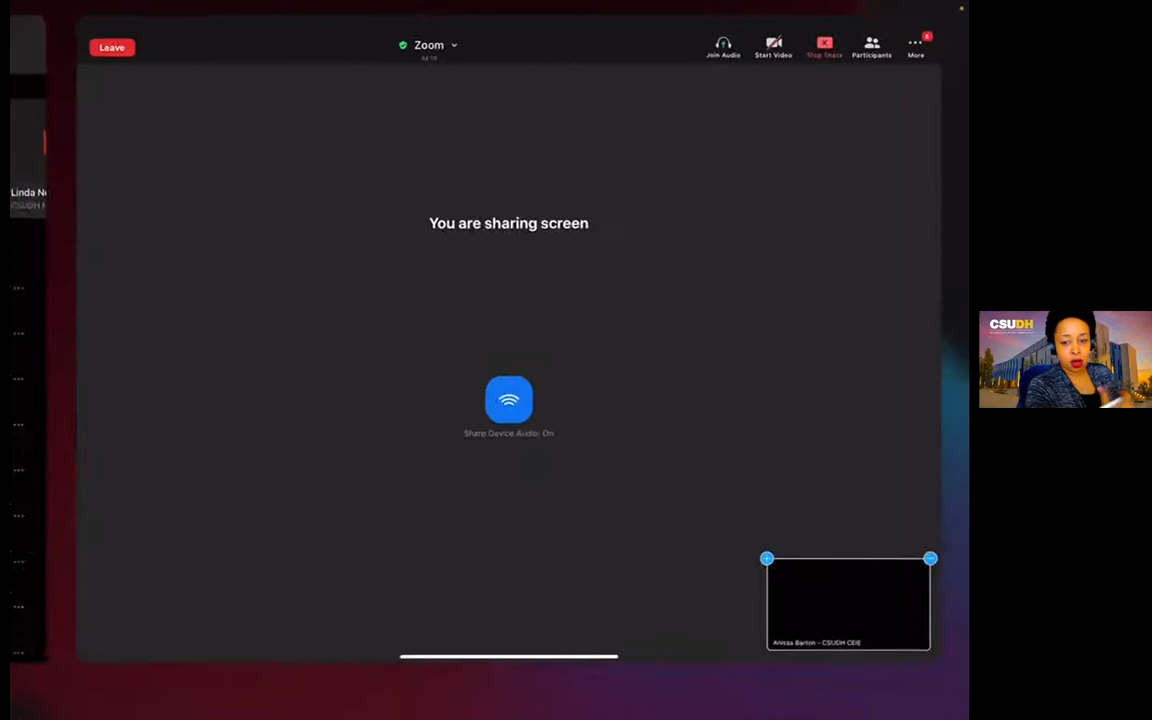 Leave
Zoom
Join Audio
Start Video
Stop Share
Participants
More
Linda
CSUDH
You are sharing screen
Share Device Audio: On
Anissa Barton - CSUDH CEIE
CSUDH